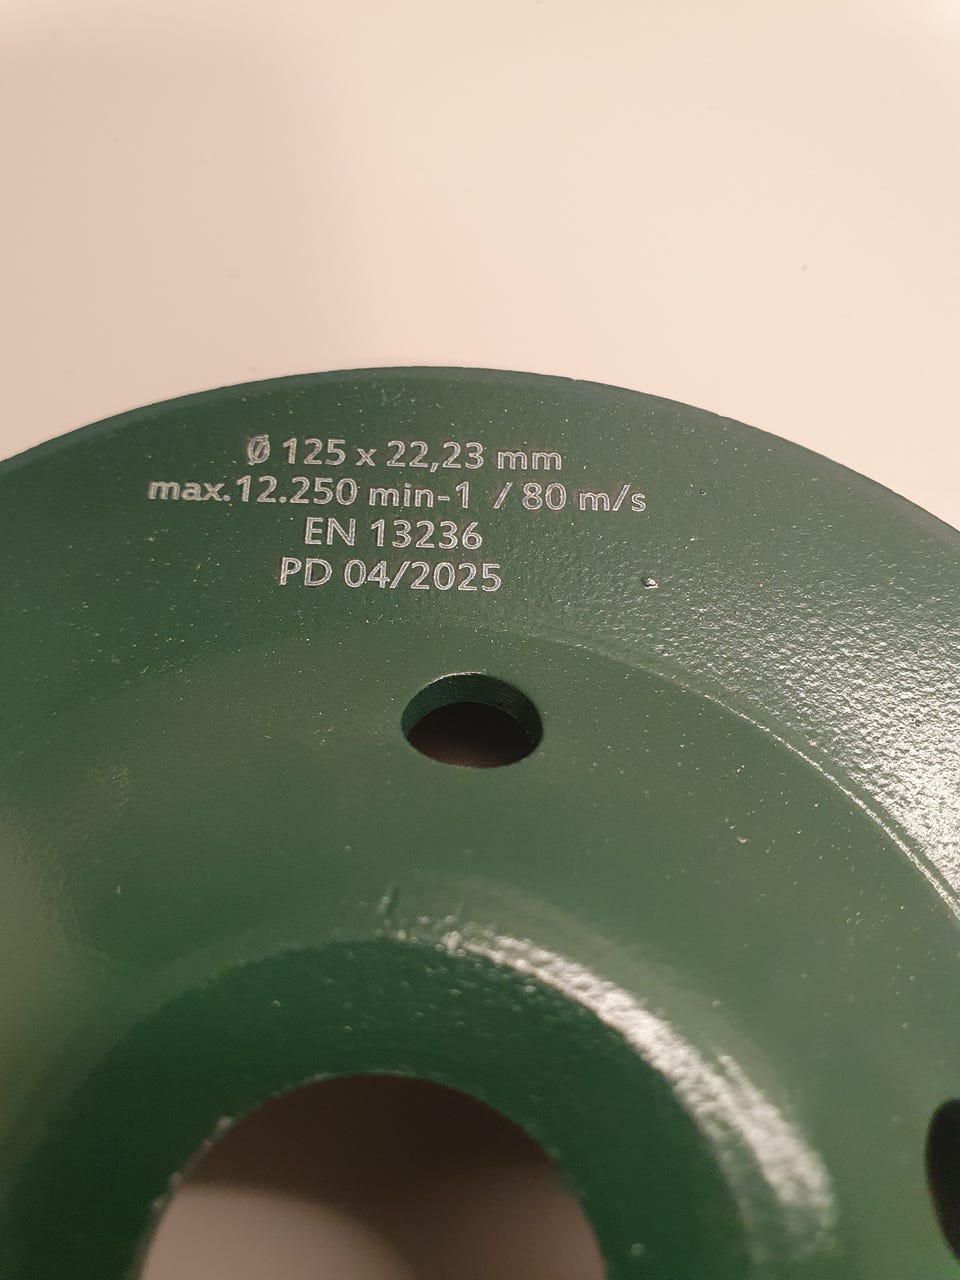 Ø 125 x 22,23 mm
max.12.250 min-1 / 80 m/s
EN 13236
PD 04/2025